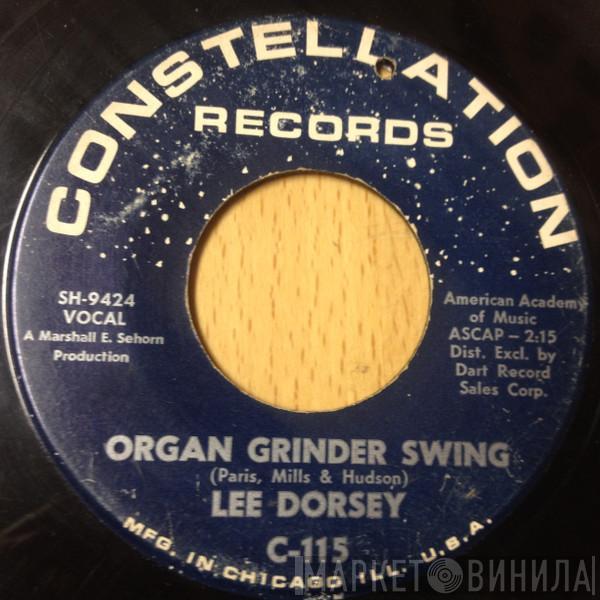 CONSTELLATION
RECORDS
SH-9424
VOCAL
A Marshall E. Sehorn
Production
American Academy
of Music
ASCAP - 2:15
Dist. Excl. by
Dart Record
Sales Corp.
ORGAN GRINDER SWING
(Paris, Mills & Hudson)
LEE DORSEY
C-115
MFG. IN CHICAGO ILL. U.S.A.
МАРКЕТ ВИНИЛА